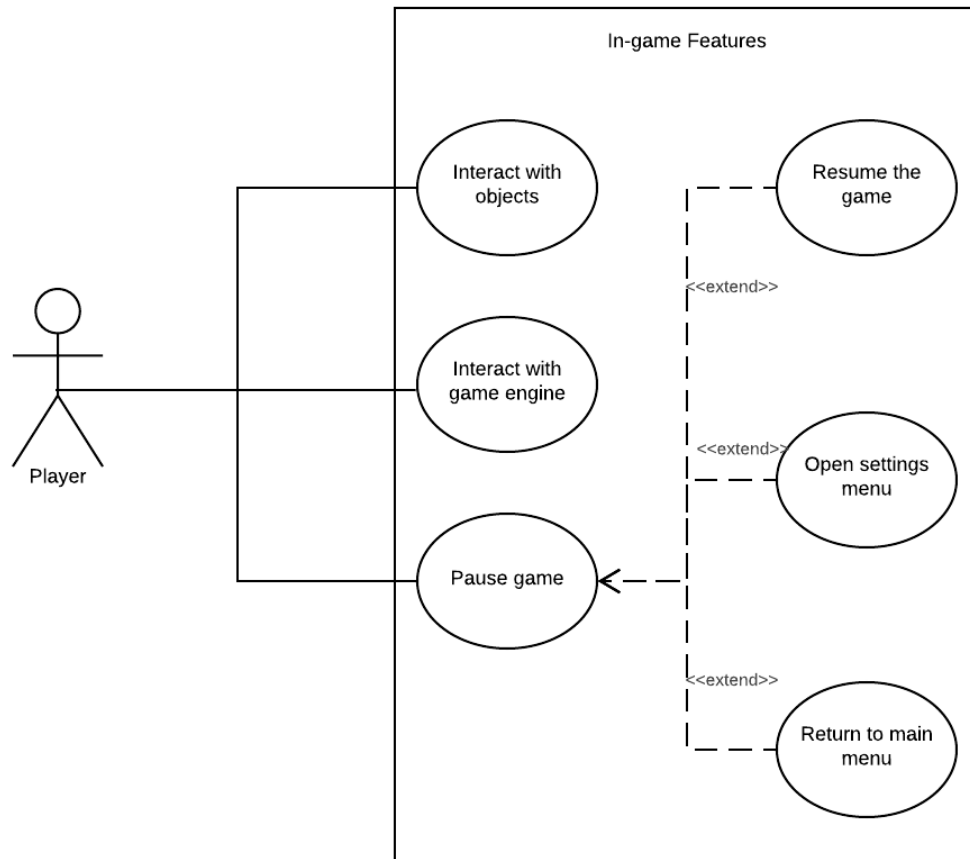 In-game Features
Interact with
objects
Resume the
game
<<extend>>
Interact with
game engine
Player
<<extend>>
Open settings
menu
Pause game
<<extend>>
Return to main
menu